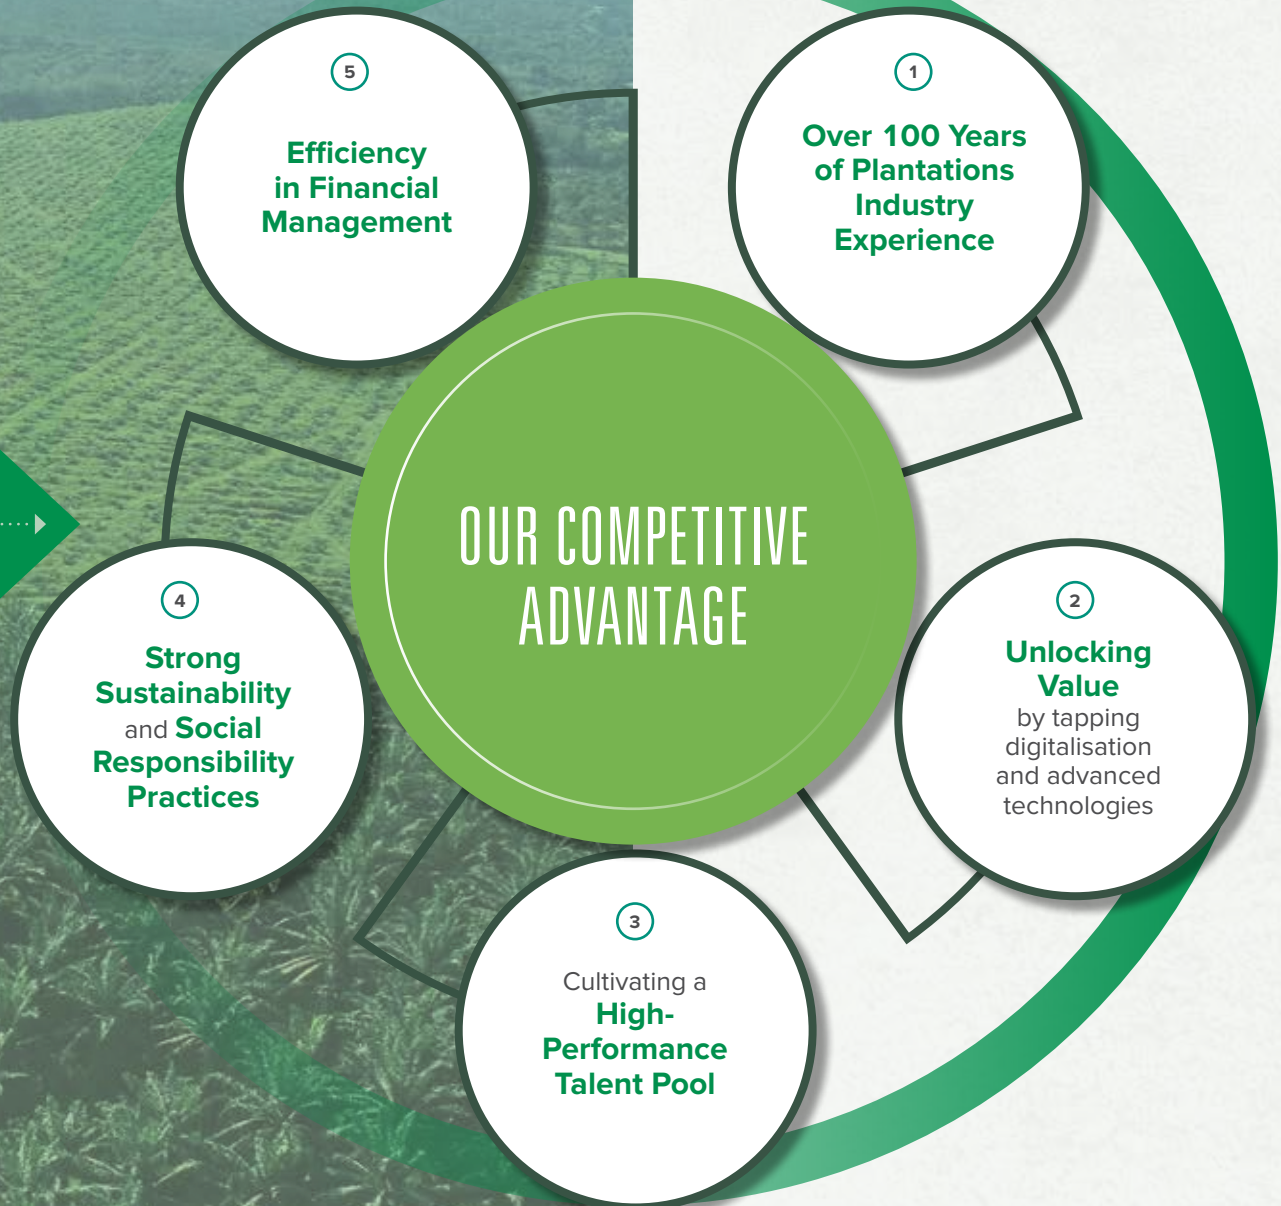 OUR COMPETITIVE
ADVANTAGE
1
Over 100 Years
of Plantations
Industry
Experience
2
Unlocking
Value
by tapping
digitalisation
and advanced
technologies
3
Cultivating a
High-
Performance
Talent Pool
4
Strong
Sustainability
and Social
Responsibility
Practices
5
Efficiency
in Financial
Management